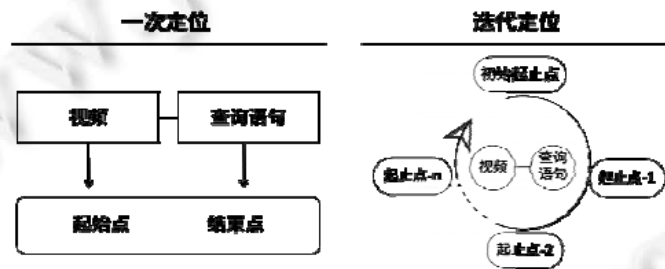 一次定位
迭代定位
视频
查询语句
起始点
结束点
初始起止点
视频
查询
语句
起止点-n
起止点-1
起止点-2